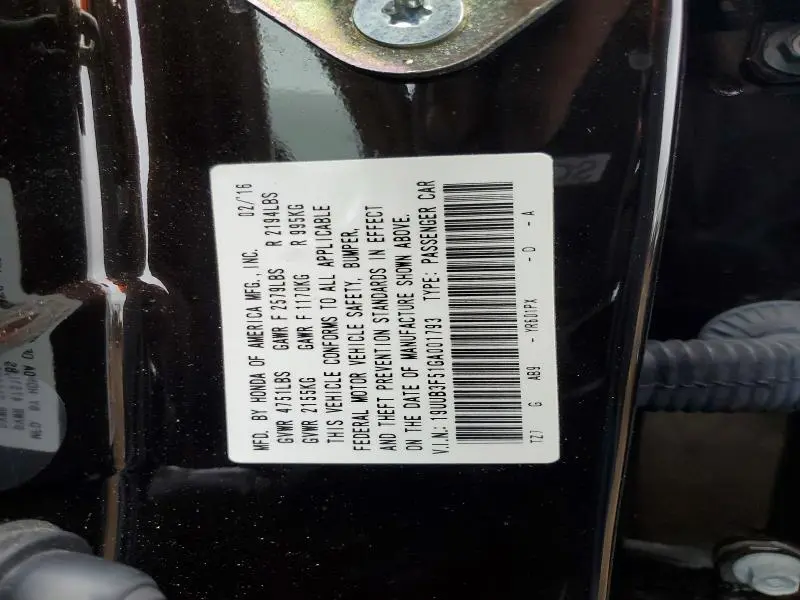 MFD. BY HONDA OF AMERICA MFG., INC. 02/16
GVWR 4751LBS GAWR F 2579LBS R 2194LBS
GVWR 2155KG GAWR F 1170KG R 995KG
THIS VEHICLE CONFORMS TO ALL APPLICABLE
FEDERAL MOTOR VEHICLE SAFETY, BUMPER,
AND THEFT PREVENTION STANDARDS IN EFFECT
ON THE DATE OF MANUFACTURE SHOWN ABOVE.
V.I.N.: 19UUB3F51GA001793 TYPE: PASSENGER CAR
TZ7 G AB9 - YR601PX - D - A